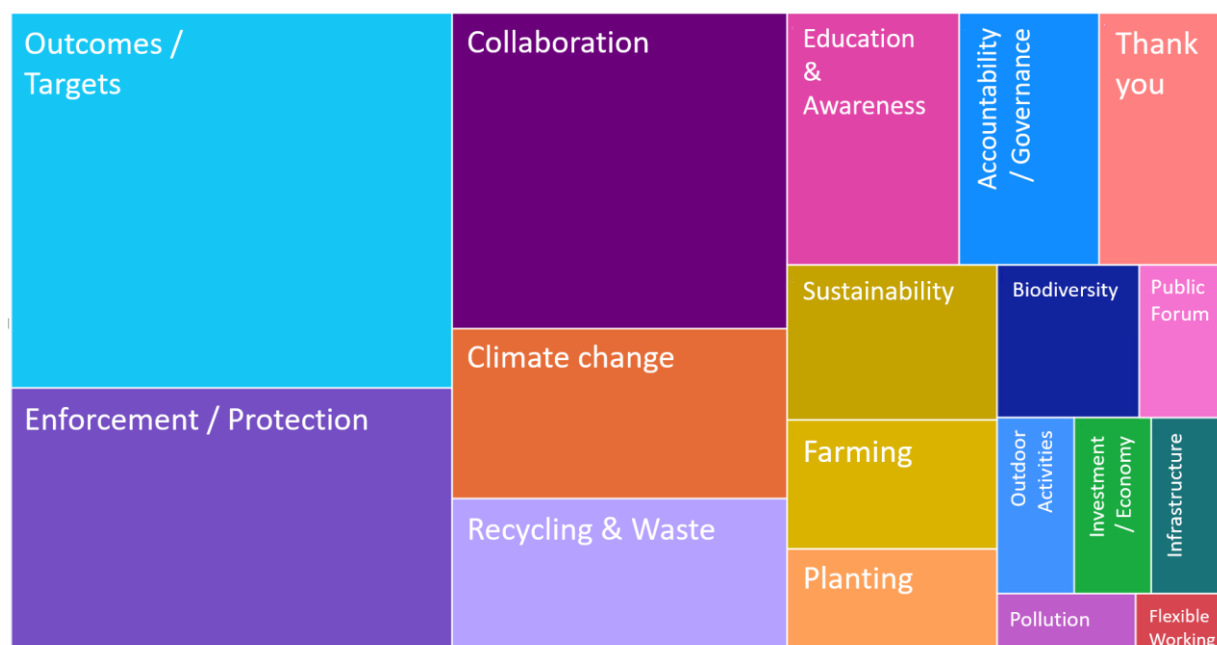 Outcomes /
Targets
Enforcement / Protection
Collaboration
Climate change
Recycling & Waste
Education
&
Awareness
Accountability
/ Governance
Thank
you
Sustainability
Farming
Planting
Biodiversity
Public
Forum
Outdoor
Activities
Investment
/ Economy
Infrastructure
Pollution
Flexible
Working